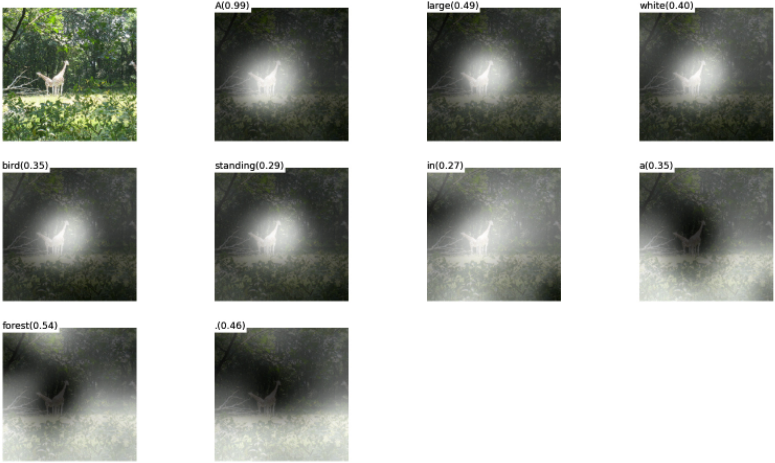 A(0.99) large(0.49) white(0.40)
bird(0.35) standing(0.29) in(0.27) a(0.35)
forest(0.54) .(0.46)